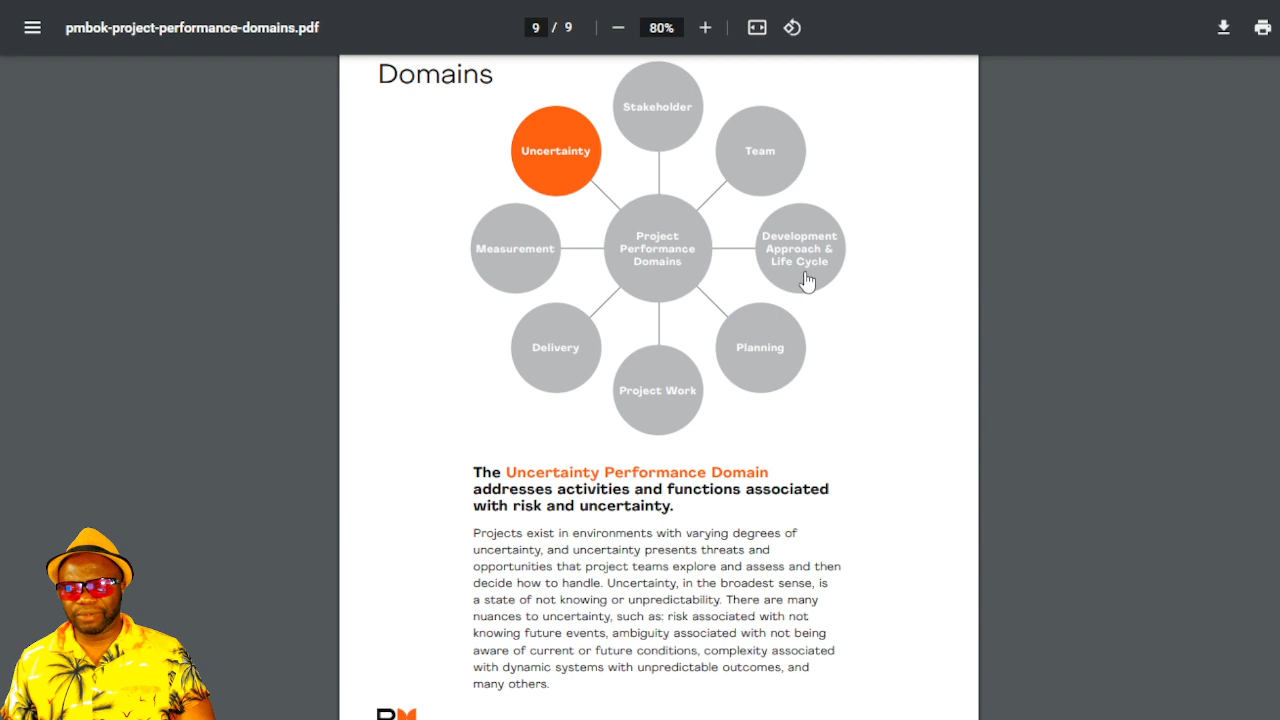 pmbok-project-performance-domains.pdf
9 / 9
80%
Domains
Stakeholder
Uncertainty
Team
Project
Performance
Domains
Measurement
Development
Approach &
Life Cycle
Delivery
Planning
Project Work
The Uncertainty Performance Domain
addresses activities and functions associated
with risk and uncertainty.
Projects exist in environments with varying degrees of
uncertainty, and uncertainty presents threats and
opportunities that project teams explore and assess and then
decide how to handle. Uncertainty, in the broadest sense, is
a state of not knowing or unpredictability. There are many
nuances to uncertainty, such as: risk associated with not
knowing future events, ambiguity associated with not being
aware of current or future conditions, complexity associated
with dynamic systems with unpredictable outcomes, and
many others.